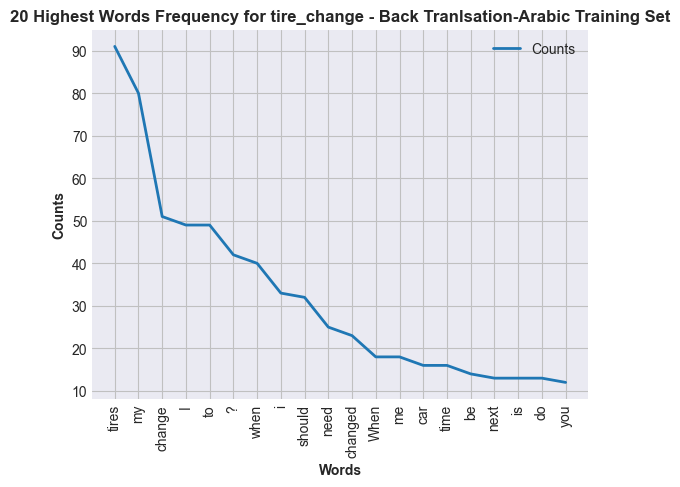 20 Highest Words Frequency for tire_change - Back Tranlsation-Arabic Training Set
Counts
90
80
70
60
50
40
30
20
10
Counts
tires
my
change
I
to
?
when
i
should
need
changed
When
me
car
time
be
next
is
do
you
Words